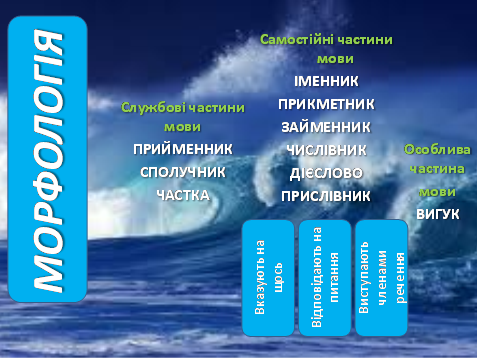 МОРФОЛОГІЯ
Службові частини
мови
ПРИЙМЕННИК
СПОЛУЧНИК
ЧАСТКА
Самостійні частини
мови
ІМЕННИК
ПРИКМЕТНИК
ЗАЙМЕННИК
ЧИСЛІВНИК
ДІЄСЛОВО
ПРИСЛІВНИК
Особлива
частина
мови
ВИГУК
Вказують на
щось
Відповідають на
питання
Виступають
членами
речення